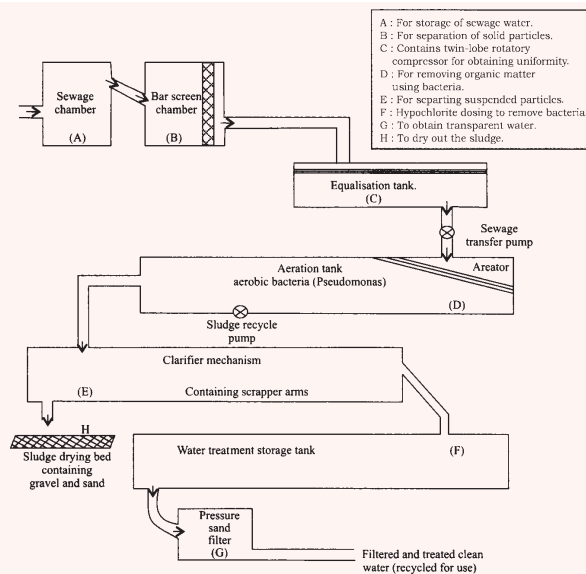 A : For storage of sewage water.
B : For separation of solid particles.
C : Contains twin-lobe rotatory
compressor for obtaining uniformity.
D : For removing organic matter
using bacteria.
E : For separting suspended particles.
F : Hypochlorite dosing to remove bacteria
G : To obtain transparent water.
H : To dry out the sludge.
Sewage
chamber
(A)
Bar screen
chamber
(B)
Equalisation tank.
(C)
Sewage
transfer pump
Aeration tank
aerobic bacteria (Pseudomonas)
Areator
(D)
Sludge recycle
pump
Clarifier mechanism
(E)
Containing scrapper arms
H
Sludge drying bed
containing
gravel and sand
Water treatment storage tank
(F)
Pressure
sand
filter
(G)
Filtered and treated clean
water (recycled for use)